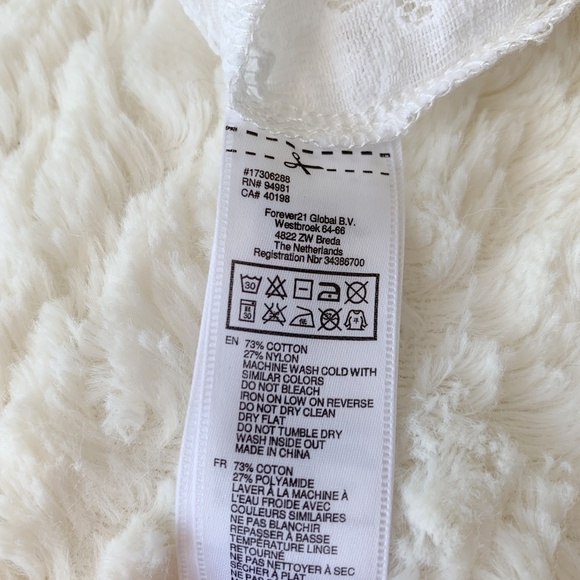 #17306288
RN# 94981
CA# 40198
Forever21 Global B.V.
Westbroek 64-66
4822 ZW Breda
The Netherlands
Registration Nbr 34386700
30
30
EN 73% COTTON
27% NYLON
MACHINE WASH COLD WITH
SIMILAR COLORS
DO NOT BLEACH
IRON ON LOW ON REVERSE
DO NOT DRY CLEAN
DRY FLAT
DO NOT TUMBLE DRY
WASH INSIDE OUT
MADE IN CHINA
FR 73% COTON
27% POLYAMIDE
LAVER À LA MACHINE À
L'EAU FROIDE AVEC
COULEURS SIMILAIRES
NE PAS BLANCHIR
REPASSER À BASSE
TEMPÉRATURE LINGE
RETOURNÉ
NE PAS NETTOYER À SEC
SÉCHER À PLAT